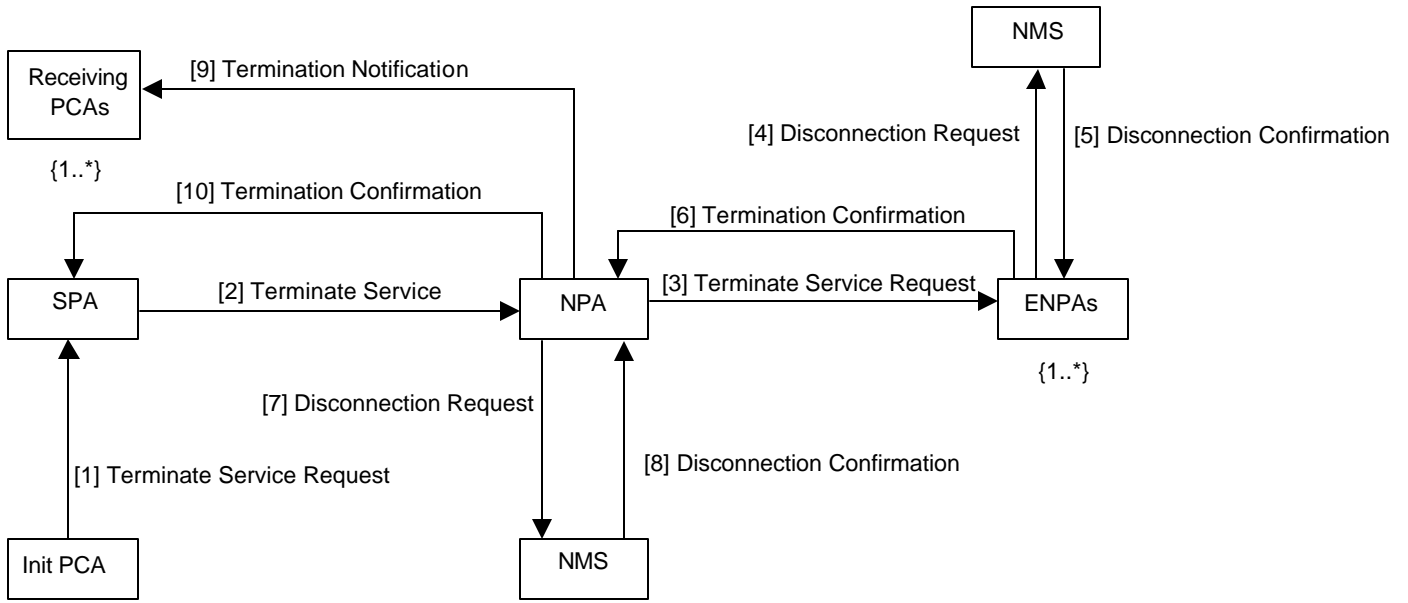 NMS
Receiving
PCAs
[9] Termination Notification
[4] Disconnection Request
[5] Disconnection Confirmation
{1..*}
[10] Termination Confirmation
[6] Termination Confirmation
SPA
[2] Terminate Service
NPA
[3] Terminate Service Request
ENPAs
{1..*}
[7] Disconnection Request
[8] Disconnection Confirmation
[1] Terminate Service Request
Init PCA
NMS